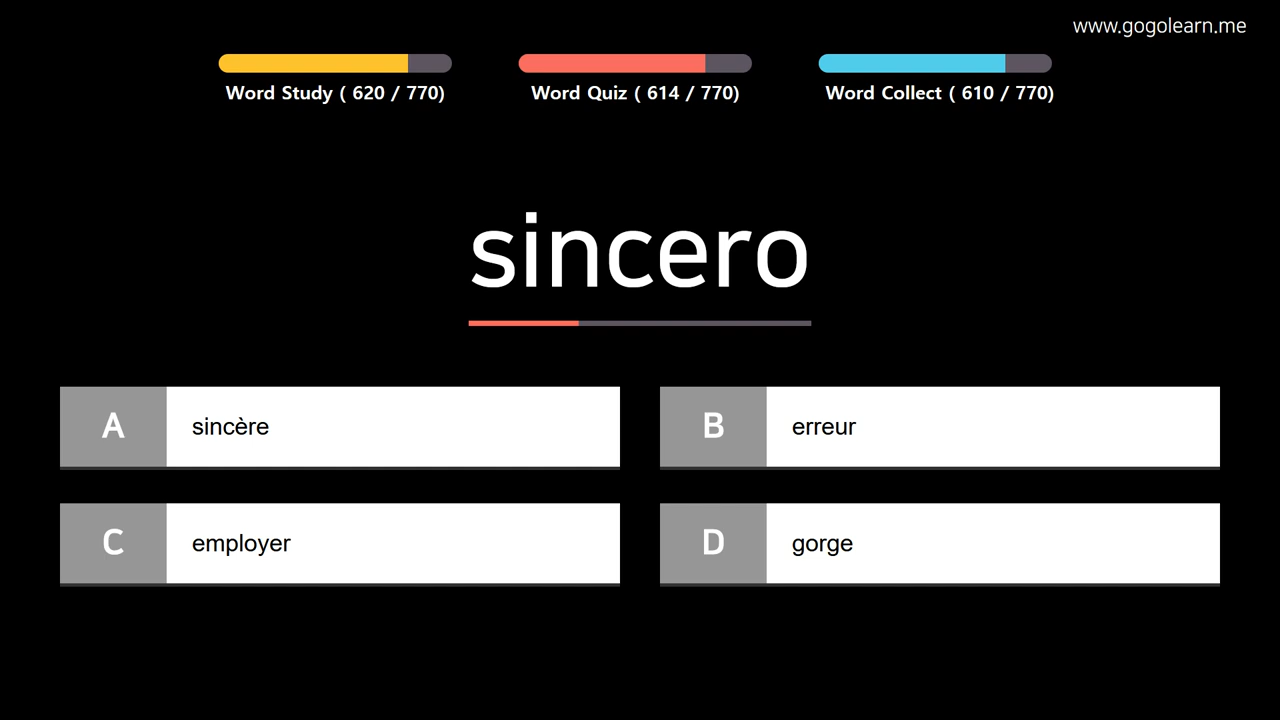 www.gogolearn.me
Word Study ( 620 / 770) Word Quiz ( 614 / 770) Word Collect ( 610 / 770)
sincero
A sincère
B erreur
C employer
D gorge